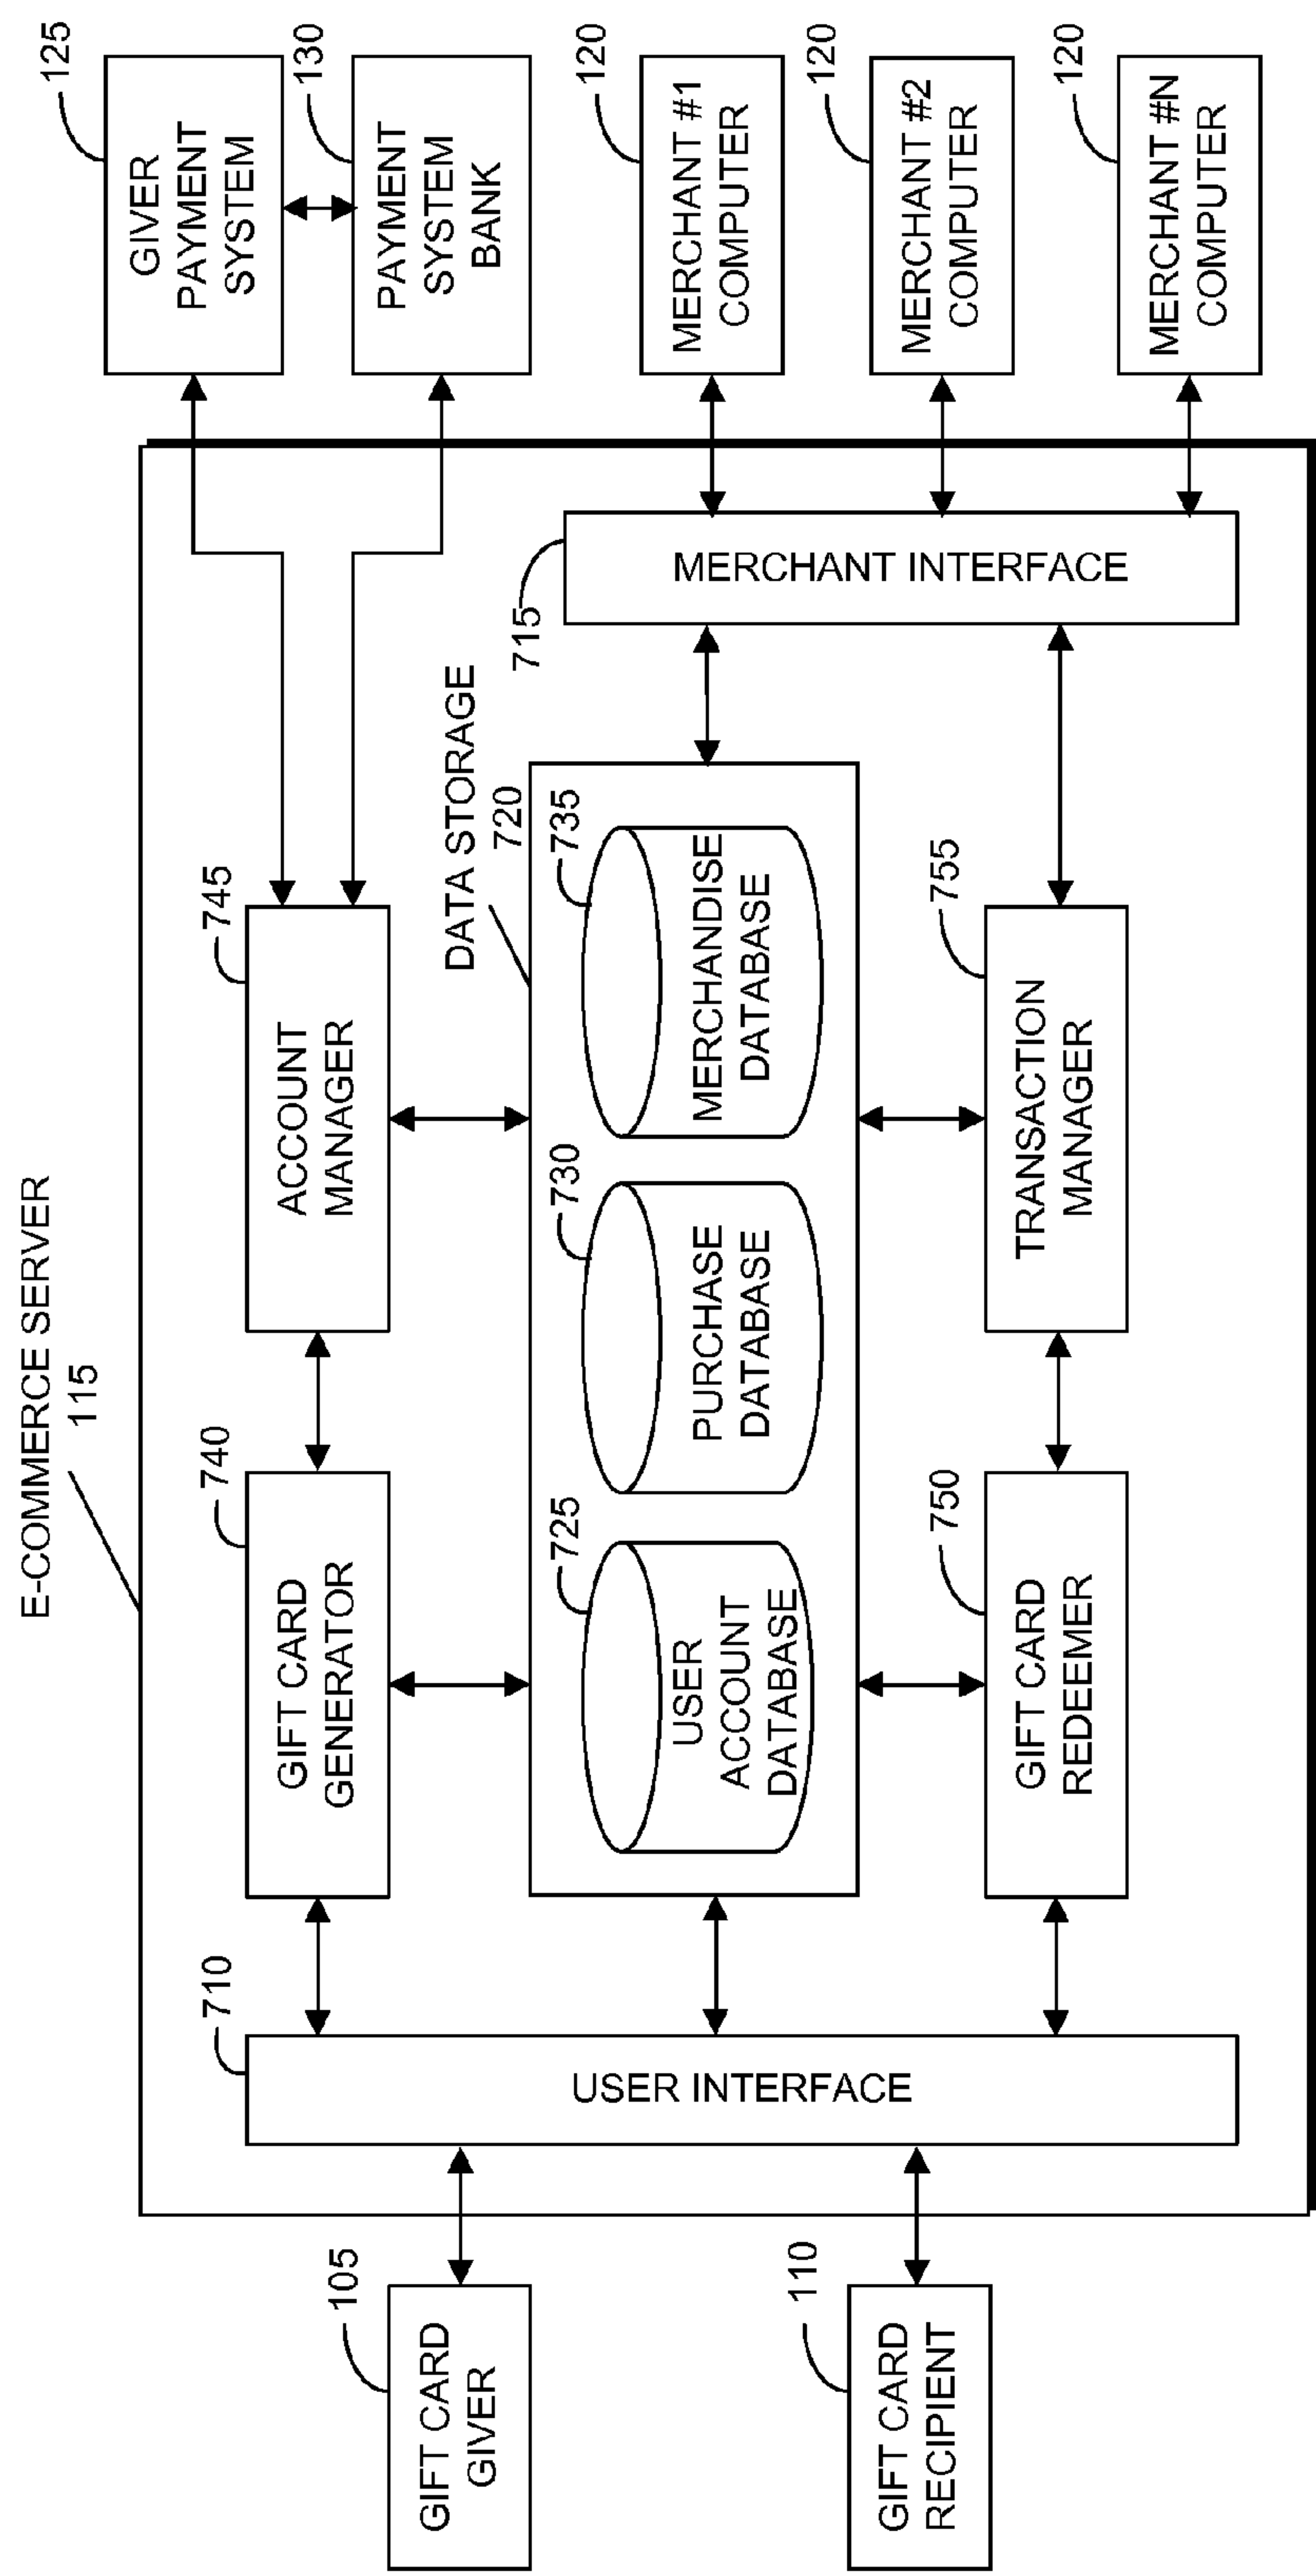 E-COMMERCE SERVER
115
105
GIFT CARD
GIVER
110
GIFT CARD
RECIPIENT
710
USER INTERFACE
740
GIFT CARD
GENERATOR
745
ACCOUNT
MANAGER
DATA STORAGE
720
725
USER
ACCOUNT
DATABASE
730
PURCHASE
DATABASE
735
MERCHANDISE
DATABASE
750
GIFT CARD
REDEEMER
755
TRANSACTION
MANAGER
715
MERCHANT INTERFACE
125
GIVER
PAYMENT
SYSTEM
130
PAYMENT
SYSTEM
BANK
120
MERCHANT #1
COMPUTER
120
MERCHANT #2
COMPUTER
120
MERCHANT #N
COMPUTER